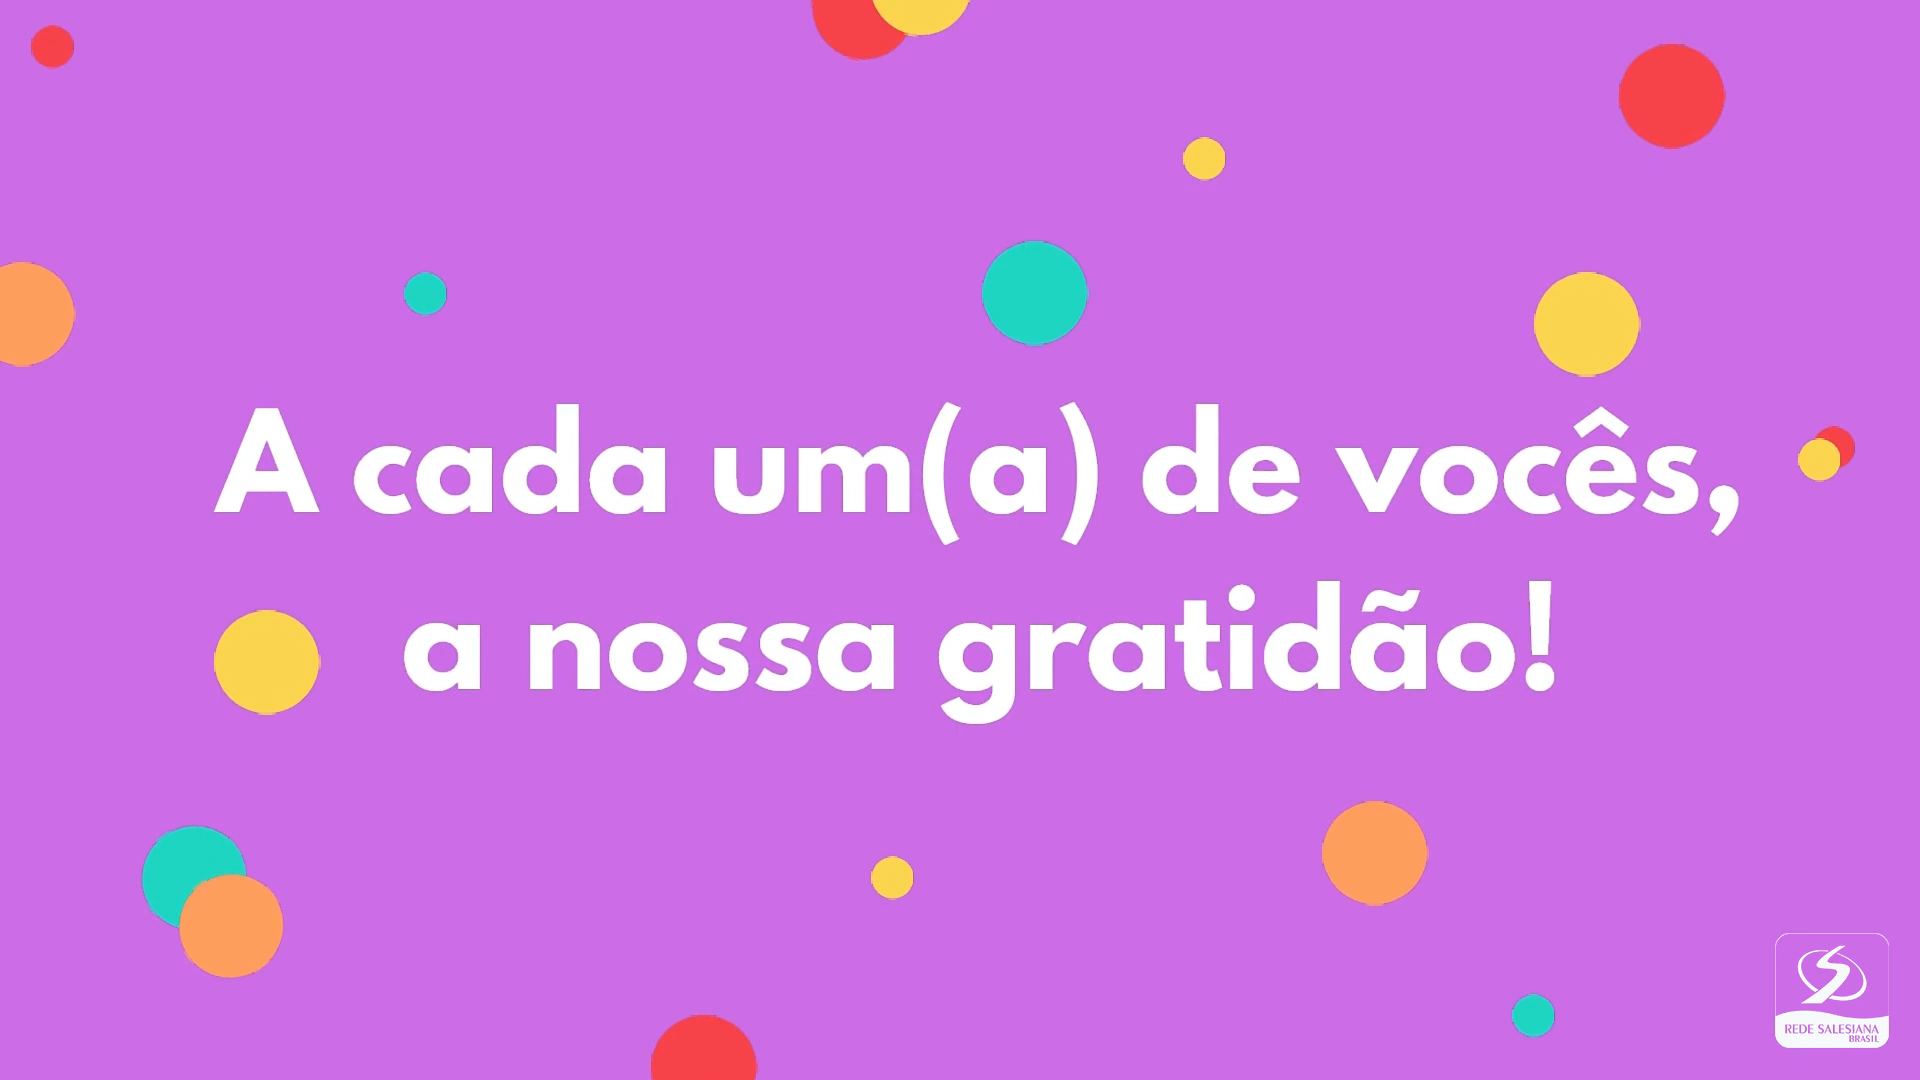 A cada um(a) de vocês,
a nossa gratidão!
REDE SALESIANA
BRASIL